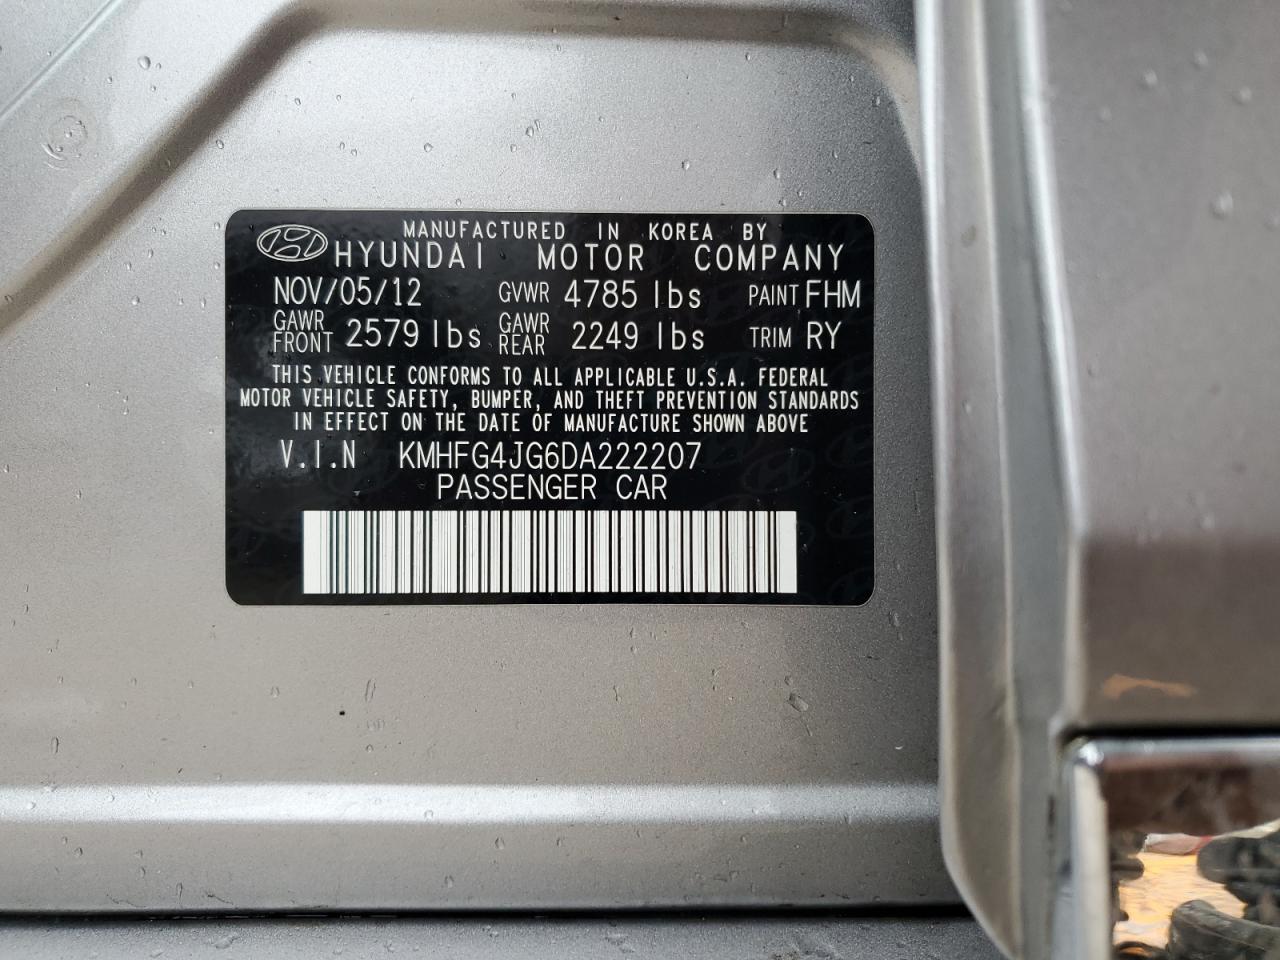 MANUFACTURED IN KOREA BY
HYUNDAI MOTOR COMPANY
NOV/05/12 GVWR 4785 lbs PAINT FHM
GAWR FRONT 2579 lbs GAWR REAR 2249 lbs TRIM RY
THIS VEHICLE CONFORMS TO ALL APPLICABLE U.S.A. FEDERAL
MOTOR VEHICLE SAFETY, BUMPER, AND THEFT PREVENTION STANDARDS
IN EFFECT ON THE DATE OF MANUFACTURE SHOWN ABOVE
V.I.N KMHFG4JG6DA222207
PASSENGER CAR